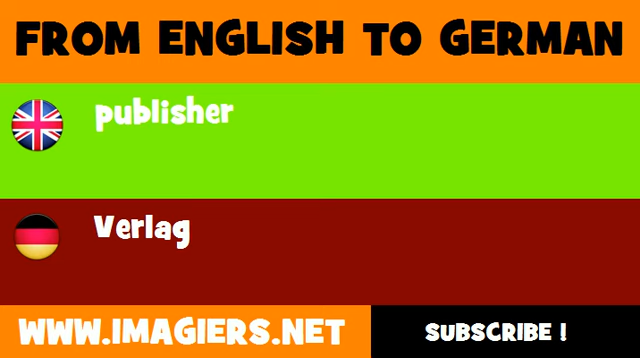 FROM ENGLISH TO GERMAN
publisher
Verlag
WWW.IMAGIERS.NET
SUBSCRIBE !